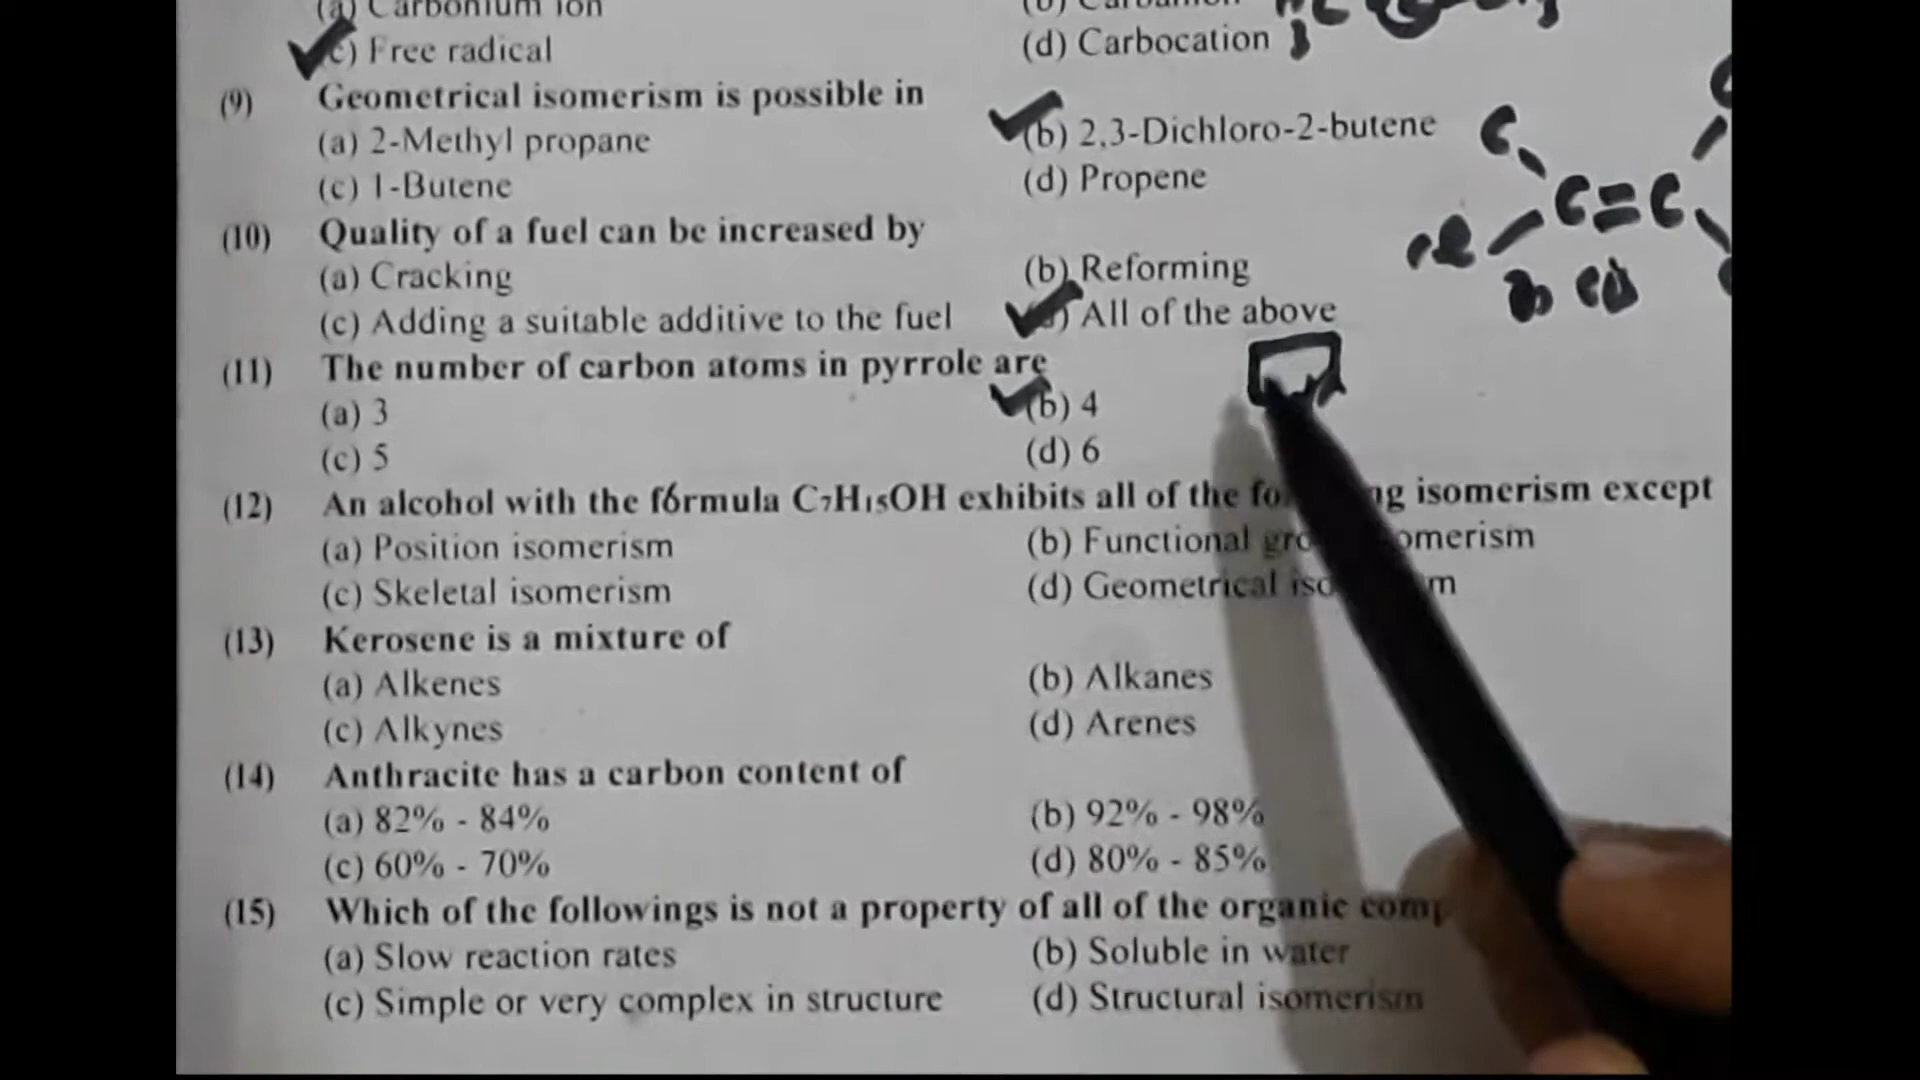 (a) Carbonium ion (b) Carbanion
(c) Free radical (d) Carbocation
(9) Geometrical isomerism is possible in
(a) 2-Methyl propane (b) 2,3-Dichloro-2-butene
(c) 1-Butene (d) Propene
C=C
(10) Quality of a fuel can be increased by
(a) Cracking (b) Reforming
(c) Adding a suitable additive to the fuel All of the above
(11) The number of carbon atoms in pyrrole are
(a) 3 (b) 4
(c) 5 (d) 6
(12) An alcohol with the formula C₇H₁₅OH exhibits all of the isomerism except
(a) Position isomerism (b) Functional
(c) Skeletal isomerism (d) Geometrical
(13) Kerosene is a mixture of
(a) Alkenes (b) Alkanes
(c) Alkynes (d) Arenes
(14) Anthracite has a carbon content of
(a) 82% - 84% (b) 92% - 98%
(c) 60% - 70% (d) 80% - 85%
(15) Which of the followings is not a property of all of the organic
(a) Slow reaction rates (b) Soluble in water
(c) Simple or very complex in structure (d) Structural isomerism